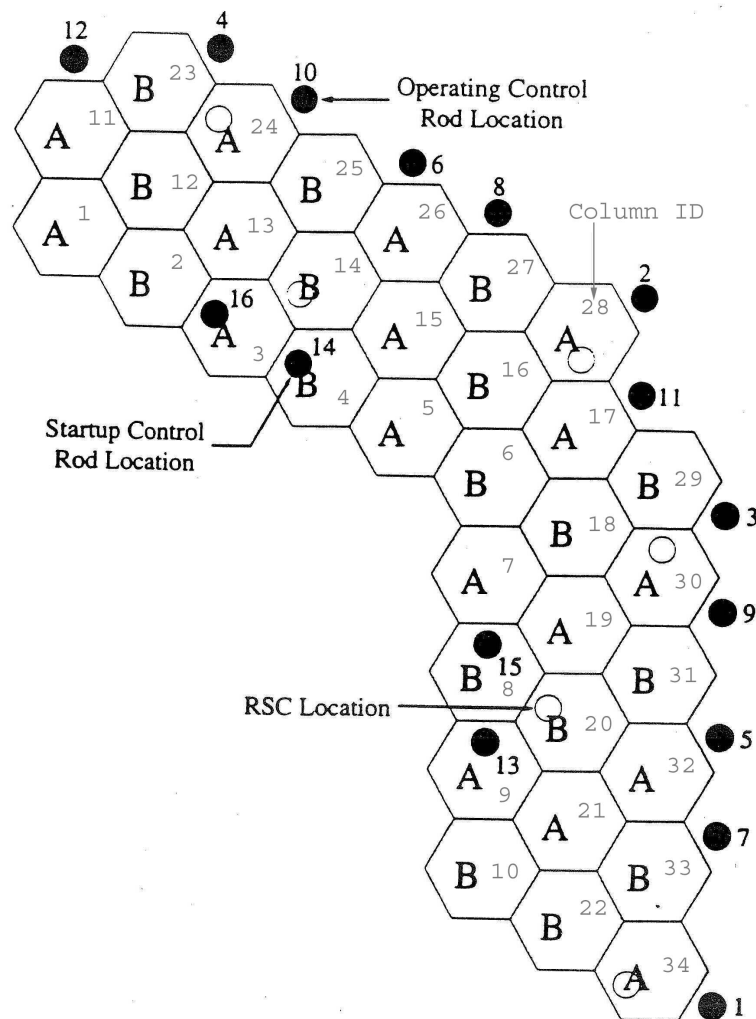 12
4
10
Operating Control
Rod Location
B 23
A 11
A 24
B 12
B 25
6
8
Column ID
A 1
A 13
A 26
B 2
B 14
B 27
2
16
A 3
A 15
A 28
14
B 4
B 16
11
Startup Control
Rod Location
A 5
A 17
B 6
B 29
3
B 18
A 7
A 30
9
A 19
15
B 8
B 31
RSC Location
B 20
5
13
A 9
A 32
A 21
7
B 10
B 33
B 22
A 34
1